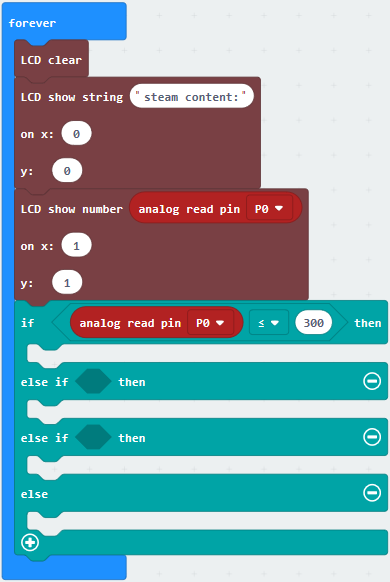 forever
LCD clear
LCD show string "steam content:"
on x: 0
y: 0
LCD show number analog read pin P0
on x: 1
y: 1
if analog read pin P0 ≤ 300 then
else if then
else if then
else